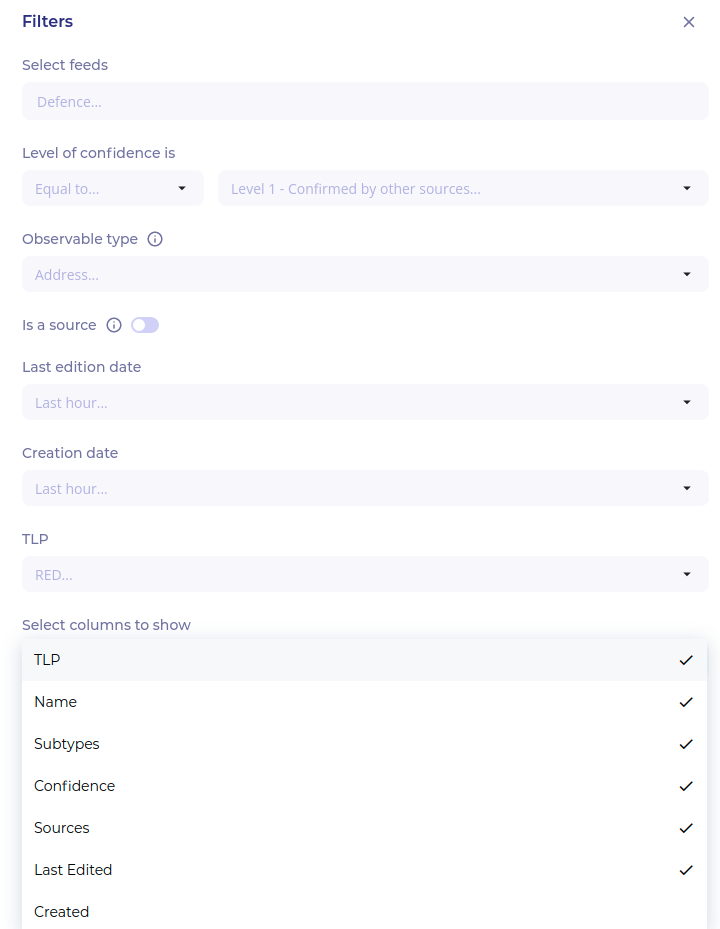 Filters
Select feeds
Defence...
Level of confidence is
Equal to... Level 1 - Confirmed by other sources...
Observable type
Address...
Is a source
Last edition date
Last hour...
Creation date
Last hour...
TLP
RED...
Select columns to show
TLP
Name
Subtypes
Confidence
Sources
Last Edited
Created